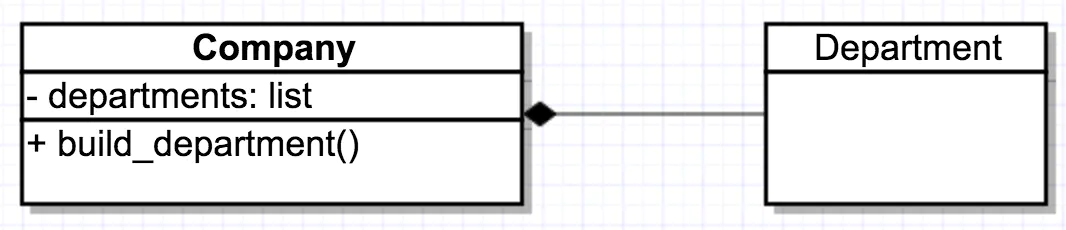 Company
- departments: list
+ build_department()
Department